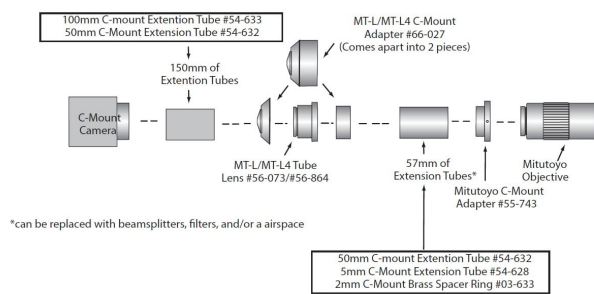 100mm C-mount Extention Tube #54-633
50mm C-Mount Extension Tube #54-632
MT-L/MT-L4 C-Mount
Adapter #66-027
(Comes apart into 2 pieces)
150mm of
Extention Tubes
C-Mount
Camera
MT-L/MT-L4 Tube
Lens #56-073/#56-864
57mm of
Extension Tubes*
Mitutoyo C-Mount
Adapter #55-743
Mitutoyo
Objective
*can be replaced with beamsplitters, filters, and/or a airspace
50mm C-mount Extention Tube #54-632
5mm C-Mount Extension Tube #54-628
2mm C-Mount Brass Spacer Ring #03-633